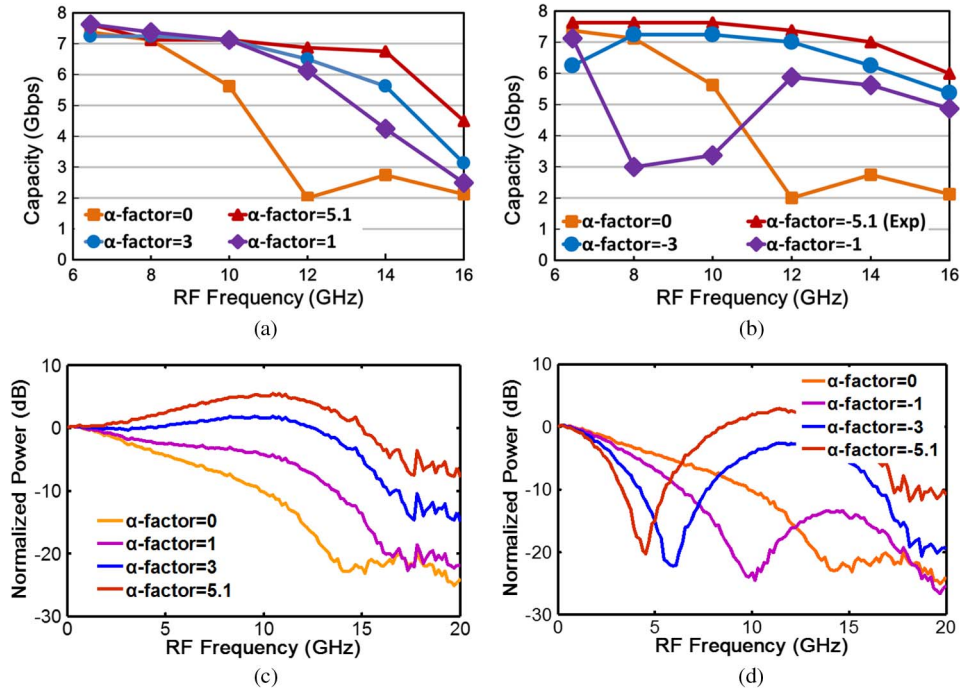 8
7
6
5
4
3
2
1
0
Capacity (Gbps)
α-factor=0
α-factor=5.1
α-factor=3
α-factor=1
6 8 10 12 14 16
RF Frequency (GHz)
(a)
8
7
6
5
4
3
2
1
0
Capacity (Gbps)
α-factor=0
α-factor=-5.1 (Exp)
α-factor=-3
α-factor=-1
6 8 10 12 14 16
RF Frequency (GHz)
(b)
10
0
-10
-20
-30
Normalized Power (dB)
α-factor=0
α-factor=1
α-factor=3
α-factor=5.1
0 5 10 15 20
RF Frequency (GHz)
(c)
10
0
-10
-20
-30
Normalized Power (dB)
α-factor=0
α-factor=-1
α-factor=-3
α-factor=-5.1
0 5 10 15 20
RF Frequency (GHz)
(d)